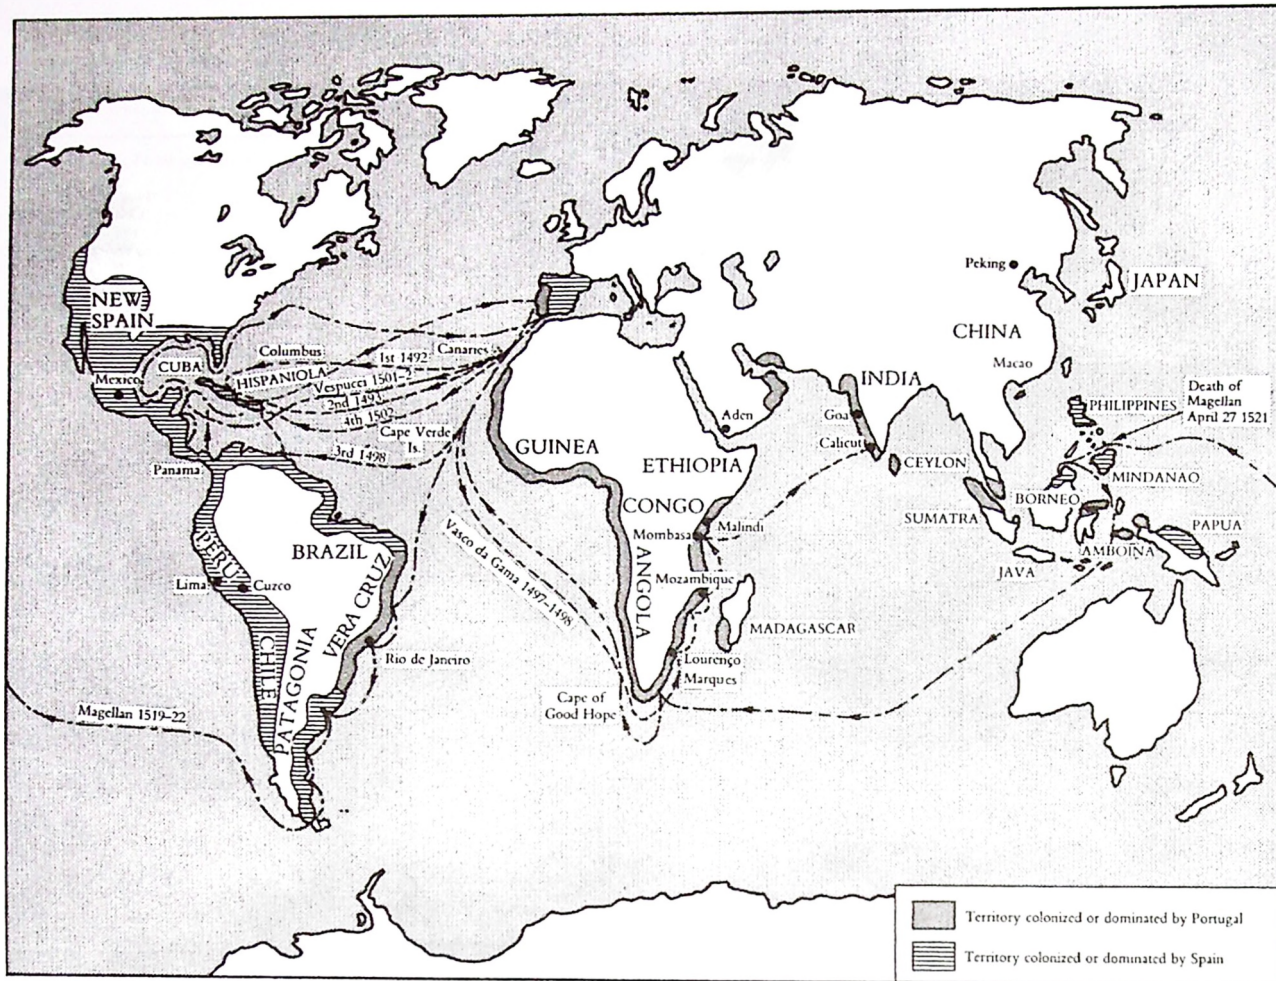 Peking
JAPAN
NEW
SPAIN
CHINA
Columbus
1st 1492
Canaries
CUBA
HISPANIOLA
Vespucci 1501-2
Mexico
2nd 1493
4th 1502
Macao
INDIA
Death of
Magellan
April 27 1521
PHILIPPINES
Aden
Goa
Cape Verde
Is.
GUINEA
Calicut
3rd 1498
Panama
ETHIOPIA
CEYLON
MINDANAO
BORNEO
CONGO
SUMATRA
Malindi
PAPUA
Mombasa
BRAZIL
AMBOINA
PERU
JAVA
Vasco da Gama 1497–1498
Lima
Cuzco
Mozambique
ANGOLA
VERA CRUZ
MADAGASCAR
Rio de Janeiro
Lourenço
Marques
CHILE
PATAGONIA
Cape of
Good Hope
Magellan 1519–22
Territory colonized or dominated by Portugal
Territory colonized or dominated by Spain